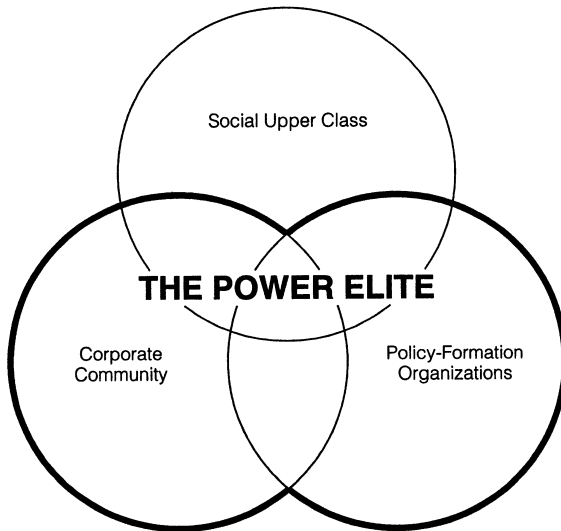 Social Upper Class
THE POWER ELITE
Corporate
Community
Policy-Formation
Organizations